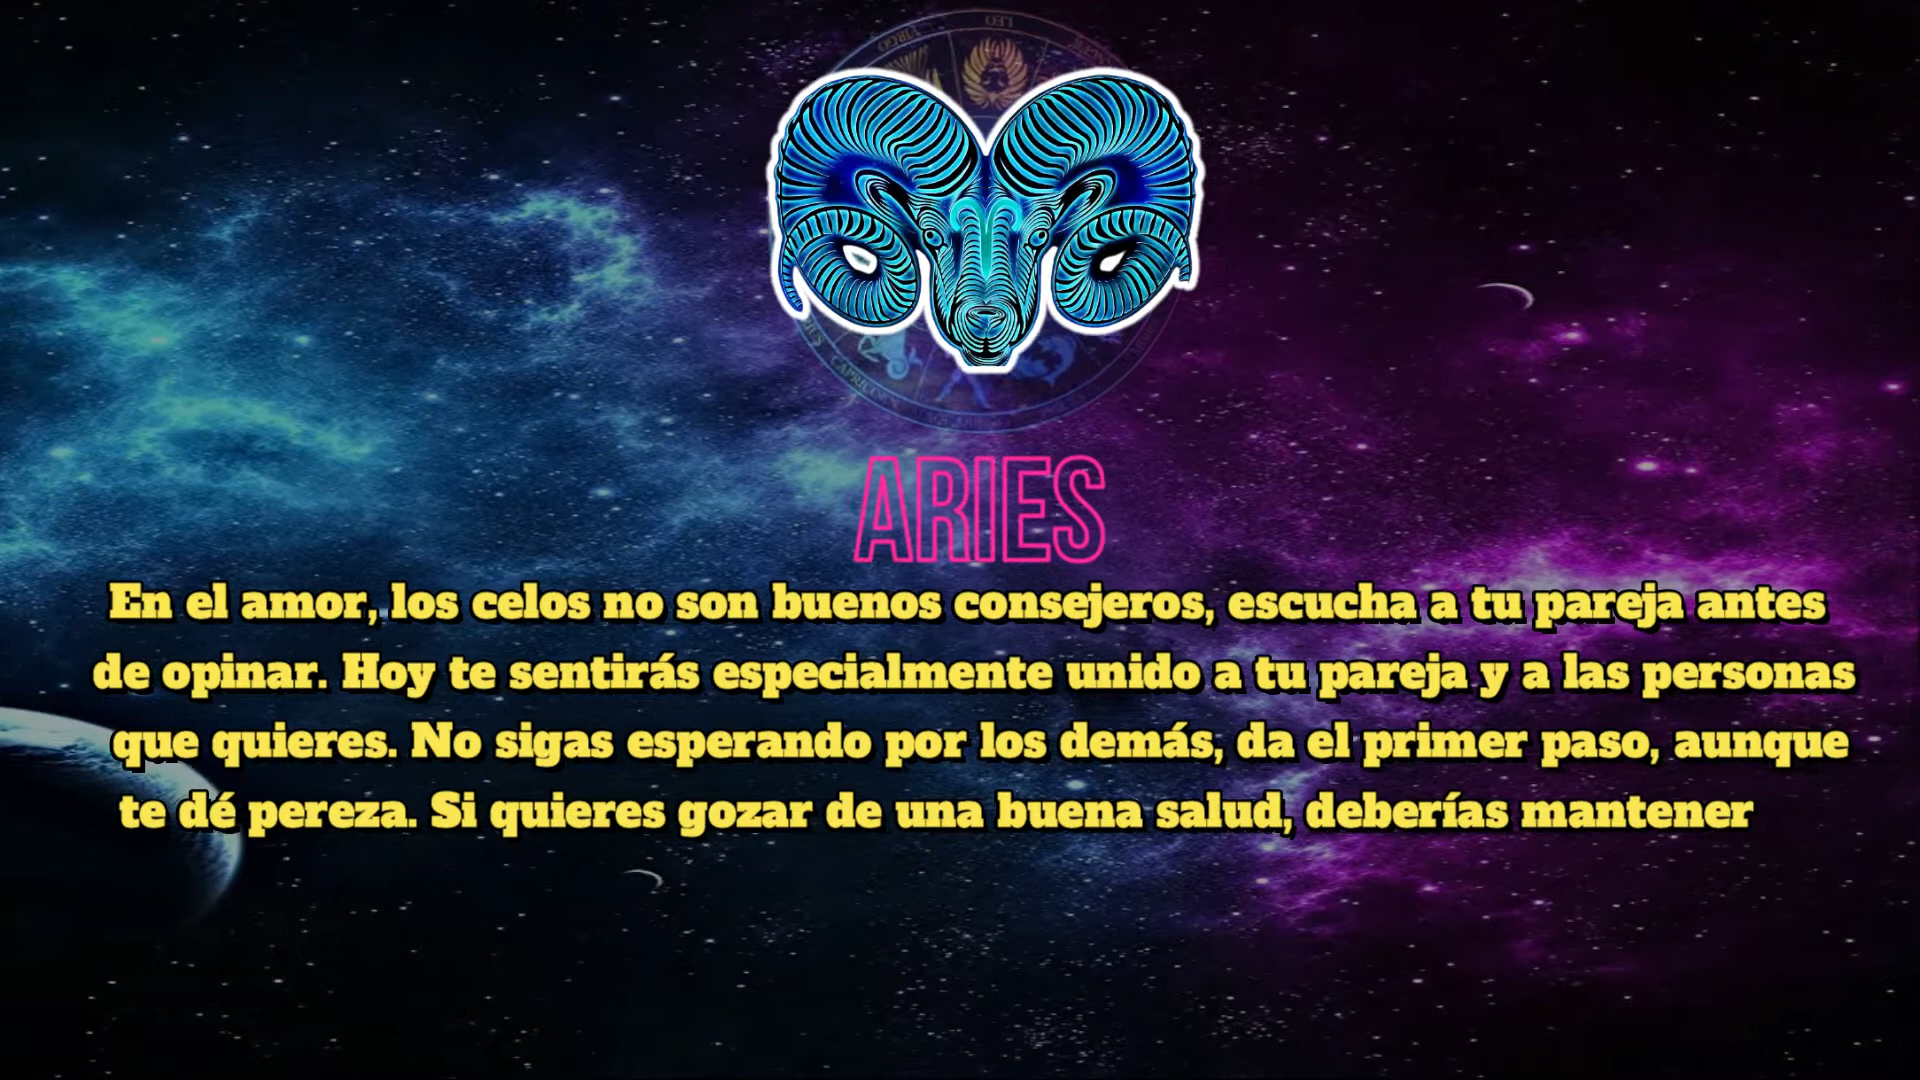 LEO
VIRGO
ARIES
En el amor, los celos no son buenos consejeros, escucha a tu pareja antes
de opinar. Hoy te sentirás especialmente unido a tu pareja y a las personas
que quieres. No sigas esperando por los demás, da el primer paso, aunque
te dé pereza. Si quieres gozar de una buena salud, deberías mantener